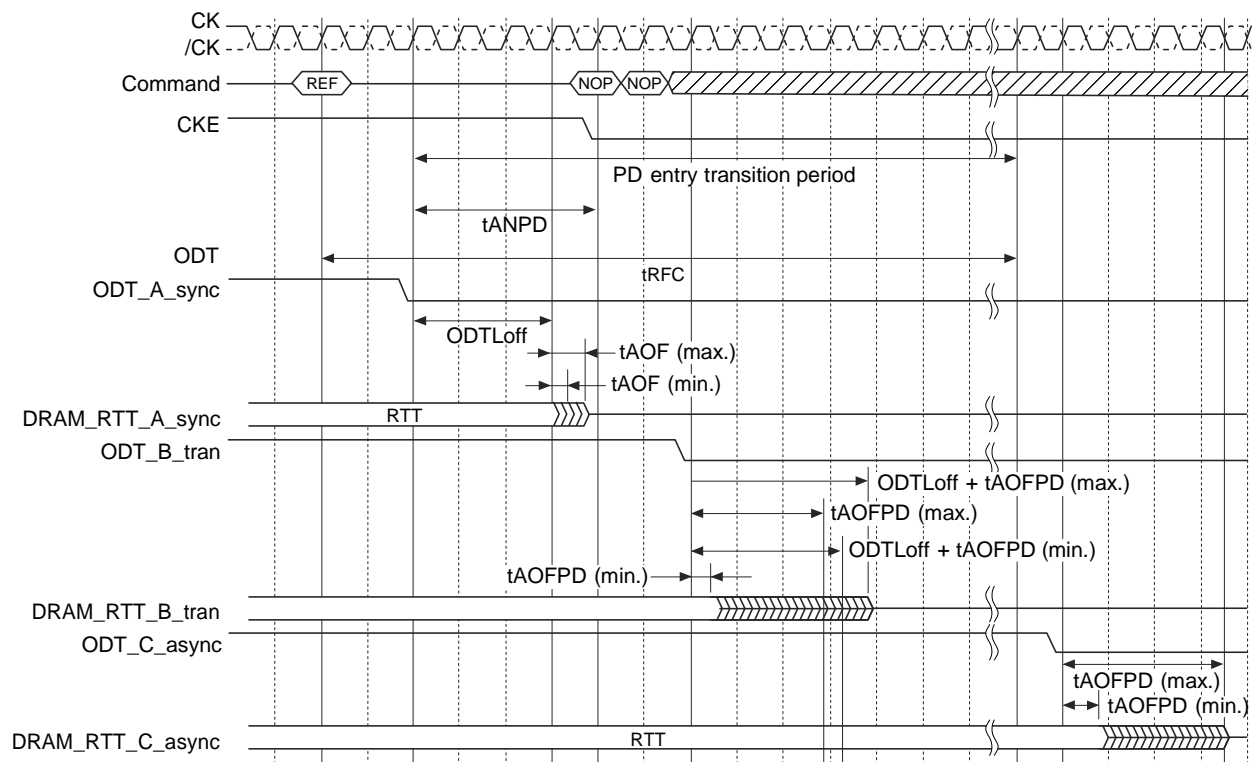 CK
/CK
Command
REF
NOP
NOP
CKE
PD entry transition period
tANPD
ODT
tRFC
ODT_A_sync
ODTLoff
tAOF (max.)
tAOF (min.)
DRAM_RTT_A_sync
RTT
ODT_B_tran
ODTLoff + tAOFPD (max.)
tAOFPD (max.)
ODTLoff + tAOFPD (min.)
tAOFPD (min.)
DRAM_RTT_B_tran
ODT_C_async
tAOFPD (max.)
tAOFPD (min.)
DRAM_RTT_C_async
RTT